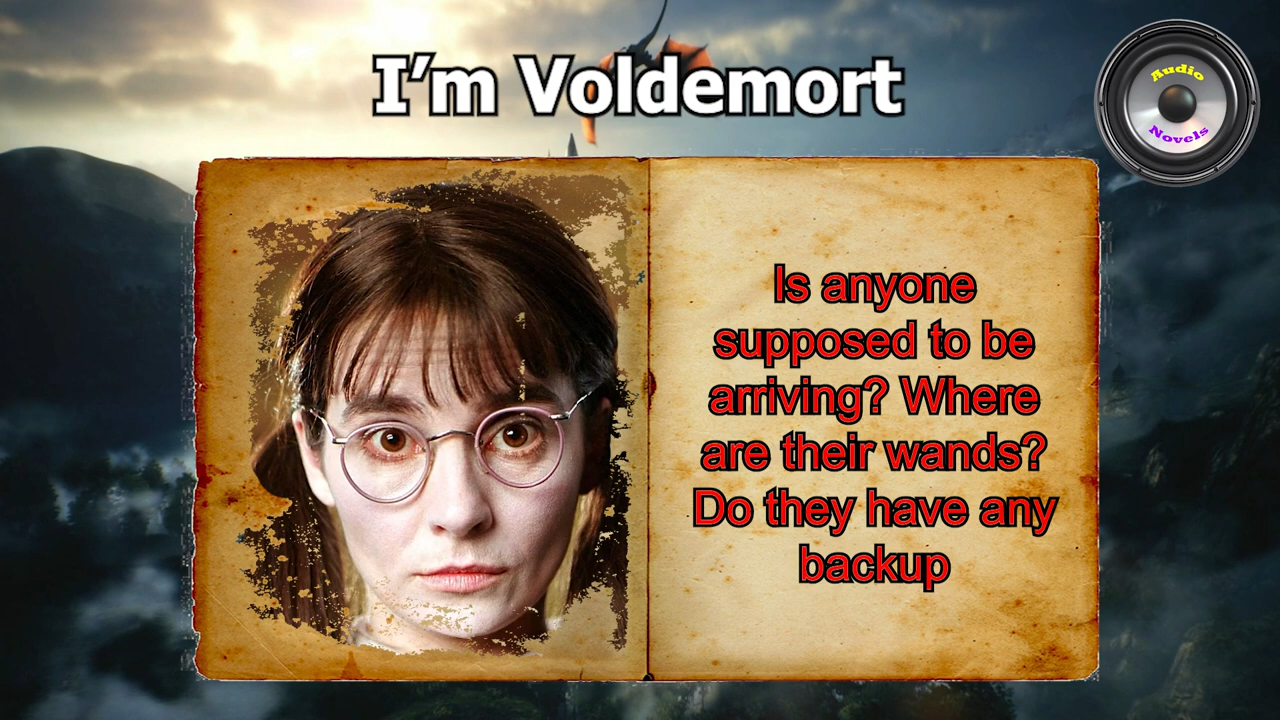 I’m Voldemort
Audio
Novels
Is anyone
supposed to be
arriving? Where
are their wands?
Do they have any
backup